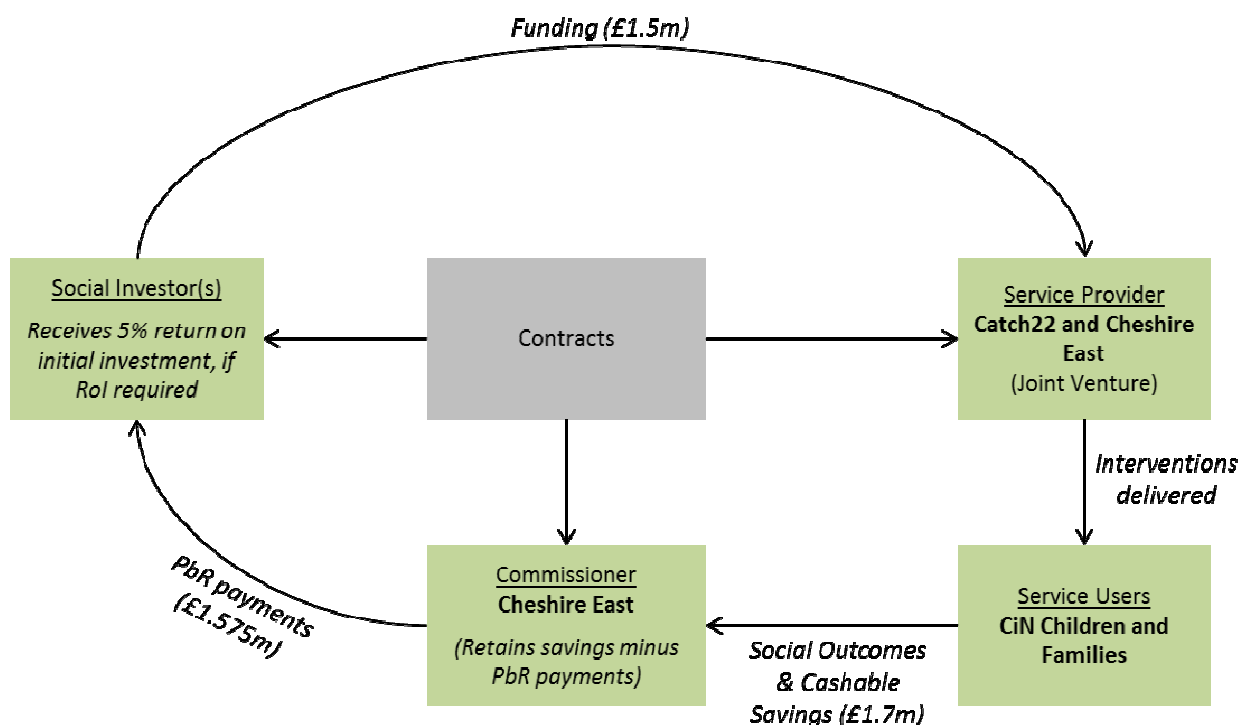 Funding (£1.5m)
Social Investor(s)
Receives 5% return on
initial investment, if
RoI required
Contracts
Service Provider
Catch22 and Cheshire
East
(Joint Venture)
Interventions
delivered
PbR payments
(£1.575m)
Commissioner
Cheshire East
(Retains savings minus
PbR payments)
Social Outcomes
& Cashable
Savings (£1.7m)
Service Users
CiN Children and
Families